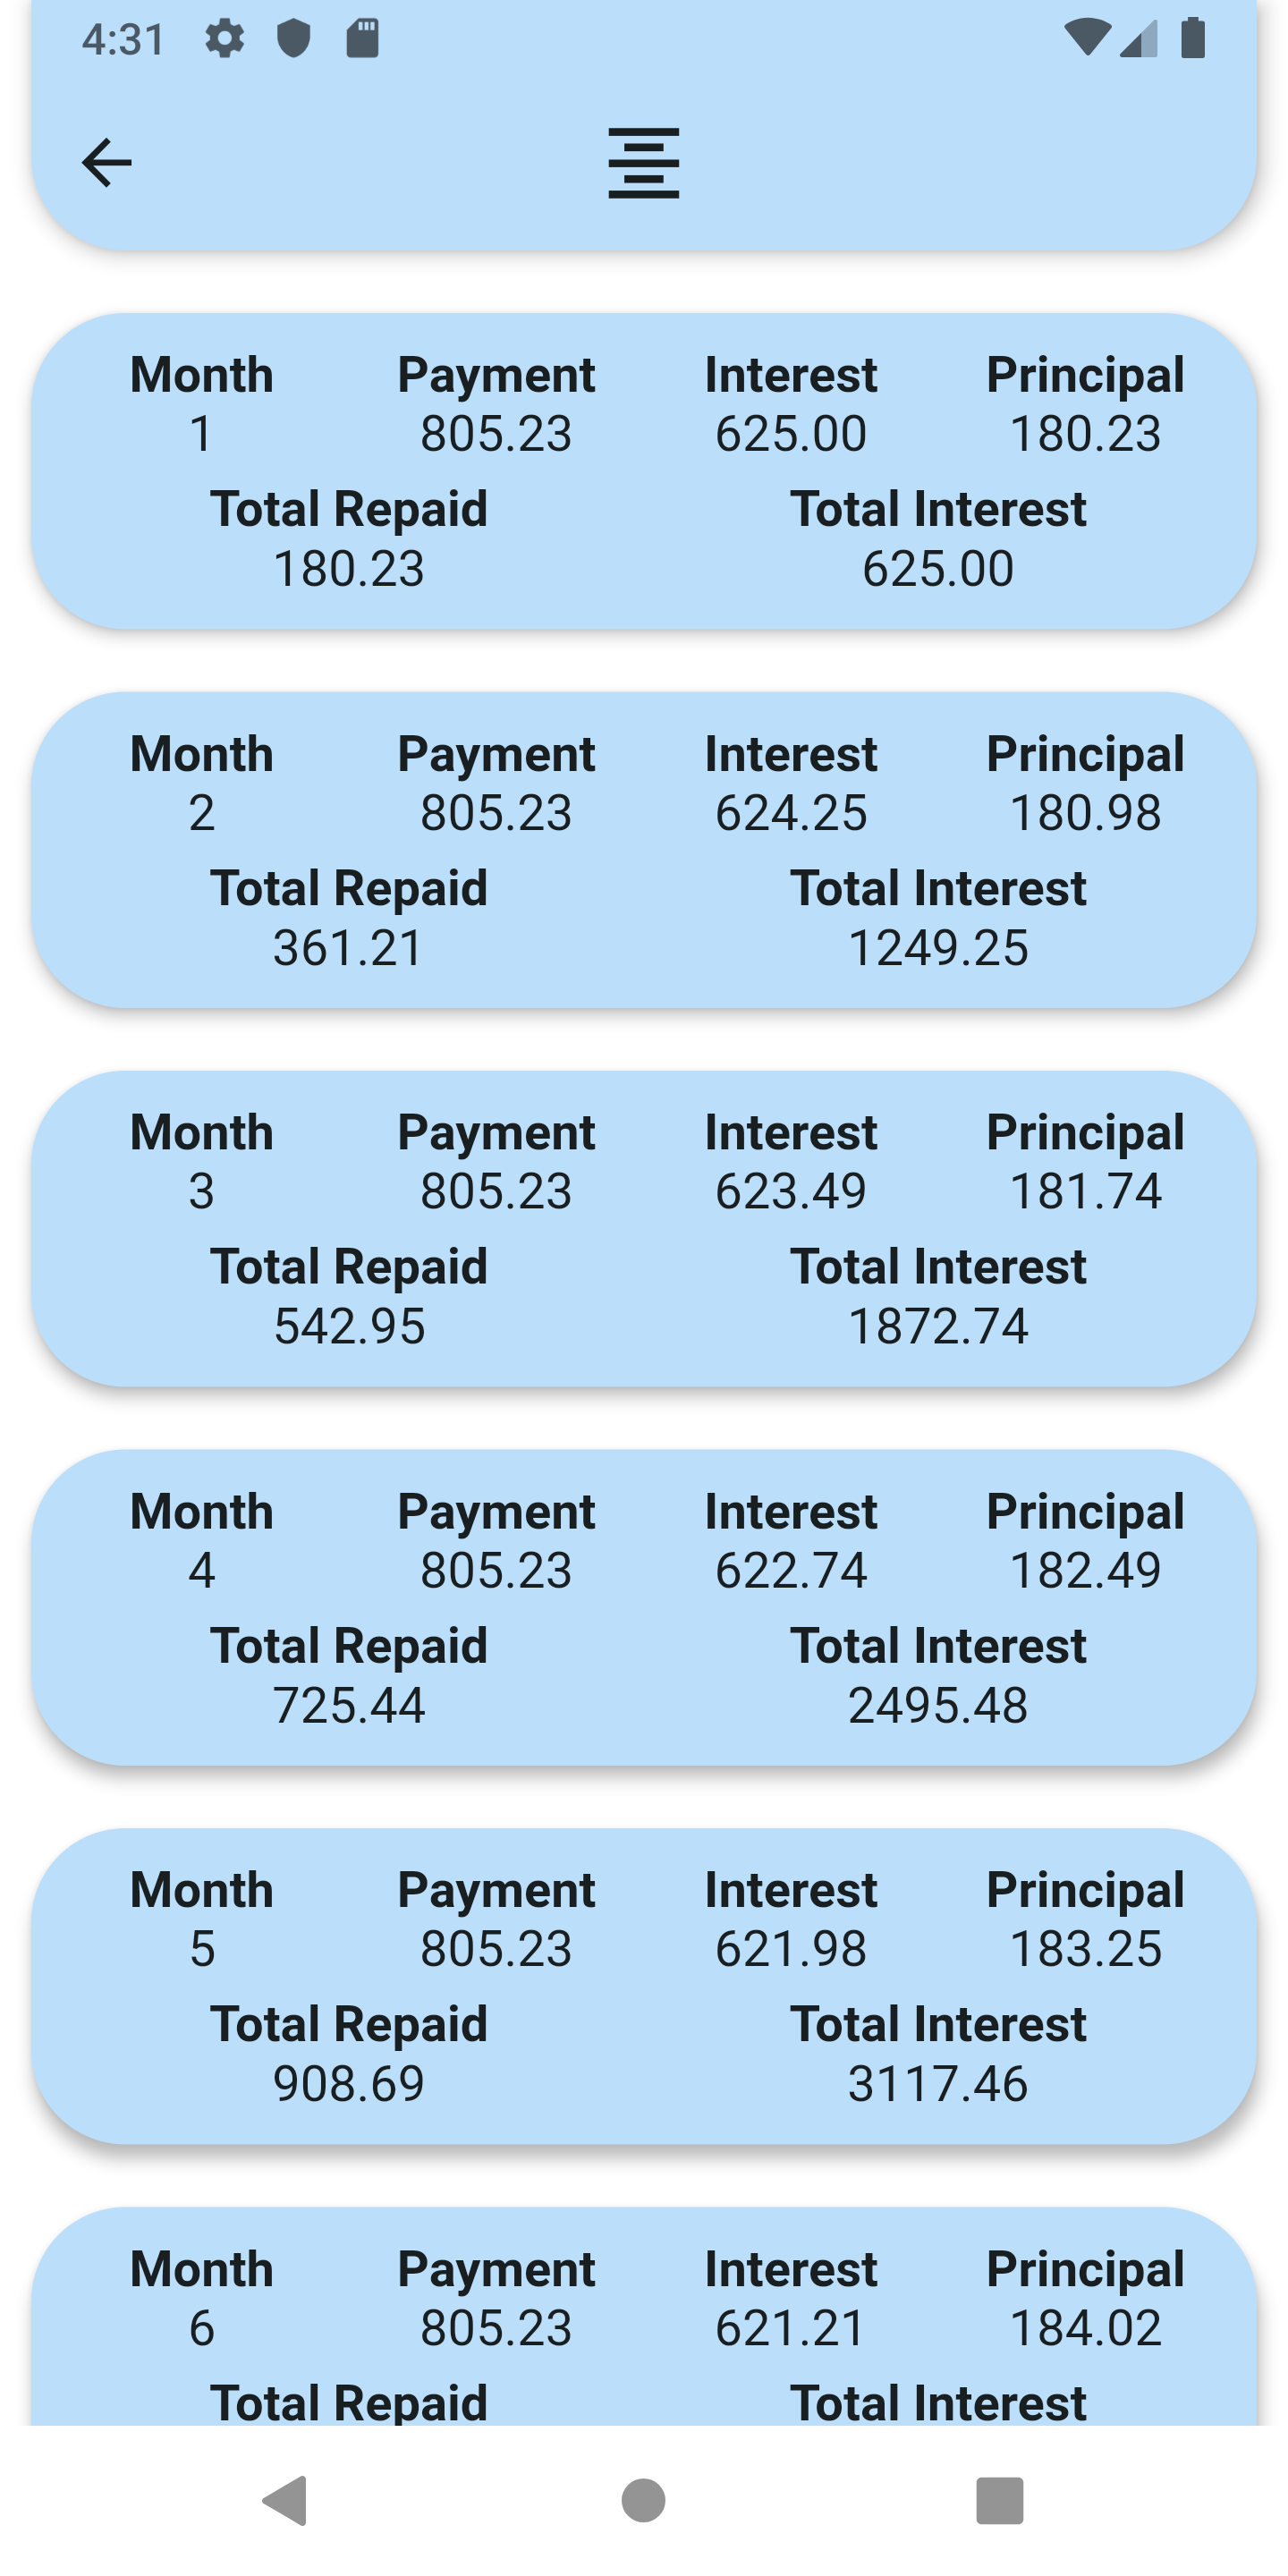 4:31
Month Payment Interest Principal
1 805.23 625.00 180.23
Total Repaid Total Interest
180.23 625.00
Month Payment Interest Principal
2 805.23 624.25 180.98
Total Repaid Total Interest
361.21 1249.25
Month Payment Interest Principal
3 805.23 623.49 181.74
Total Repaid Total Interest
542.95 1872.74
Month Payment Interest Principal
4 805.23 622.74 182.49
Total Repaid Total Interest
725.44 2495.48
Month Payment Interest Principal
5 805.23 621.98 183.25
Total Repaid Total Interest
908.69 3117.46
Month Payment Interest Principal
6 805.23 621.21 184.02
Total Repaid Total Interest